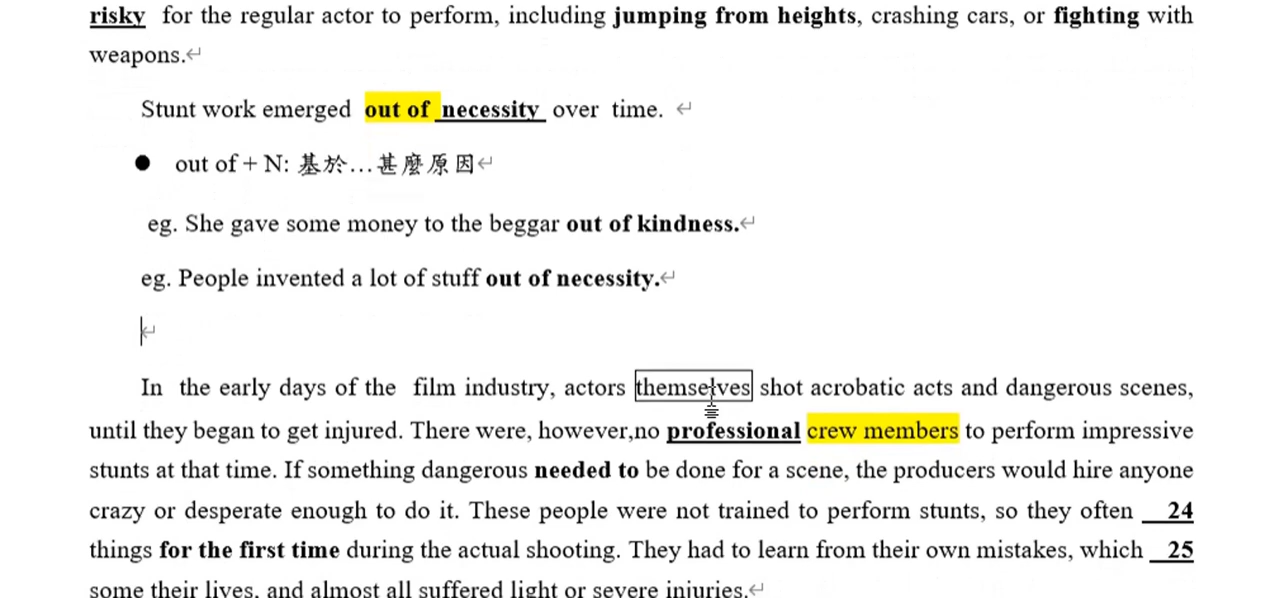 risky for the regular actor to perform, including jumping from heights, crashing cars, or fighting with
weapons.
Stunt work emerged out of necessity over time.
● out of + N: 基於…甚麼原因
eg. She gave some money to the beggar out of kindness.
eg. People invented a lot of stuff out of necessity.
In the early days of the film industry, actors themselves shot acrobatic acts and dangerous scenes,
until they began to get injured. There were, however,no professional crew members to perform impressive
stunts at that time. If something dangerous needed to be done for a scene, the producers would hire anyone
crazy or desperate enough to do it. These people were not trained to perform stunts, so they often 24
things for the first time during the actual shooting. They had to learn from their own mistakes, which 25
some their lives, and almost all suffered light or severe injuries.